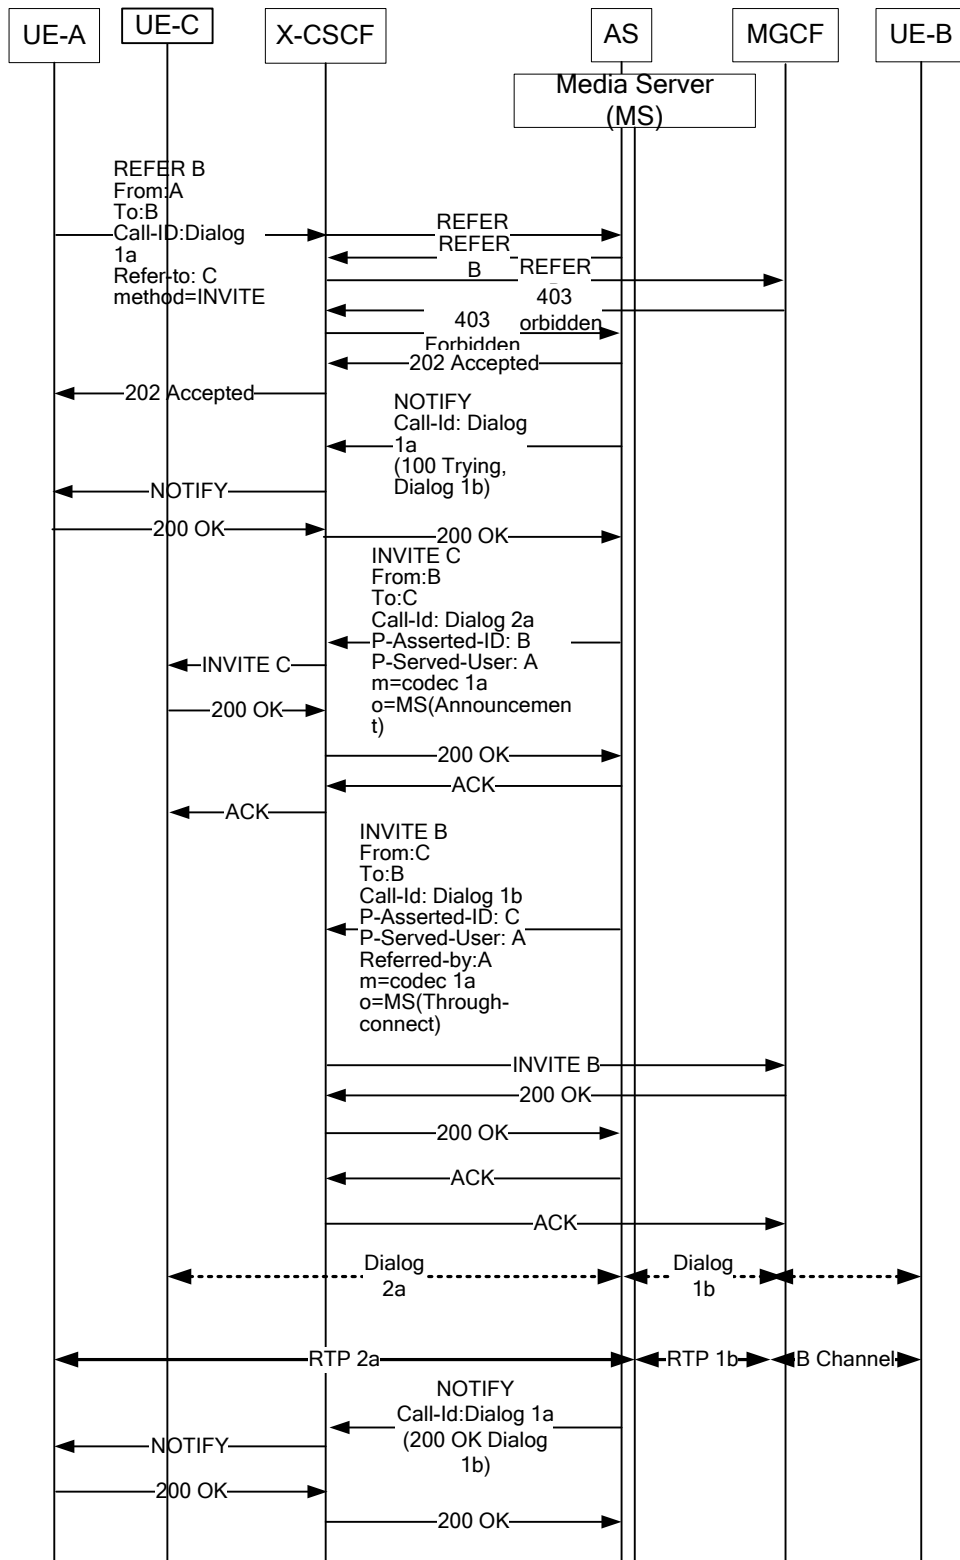 UE-A
UE-C
X-CSCF
AS
MGCF
UE-B
Media Server
(MS)
REFER B
From:A
To:B
Call-ID:Dialog
1a
Refer-to: C
method=INVITE
REFER
REFER
B
REFER
403
orbidden
403
Forbidden
202 Accepted
202 Accepted
NOTIFY
Call-Id: Dialog
1a
(100 Trying,
Dialog 1b)
NOTIFY
200 OK
200 OK
INVITE C
From:B
To:C
Call-Id: Dialog 2a
P-Asserted-ID: B
P-Served-User: A
m=codec 1a
o=MS(Announcemen
t)
INVITE C
200 OK
200 OK
ACK
ACK
INVITE B
From:C
To:B
Call-Id: Dialog 1b
P-Asserted-ID: C
P-Served-User: A
Referred-by:A
m=codec 1a
o=MS(Through-
connect)
INVITE B
200 OK
200 OK
ACK
ACK
Dialog
2a
Dialog
1b
RTP 2a
RTP 1b
B Channel
NOTIFY
Call-Id:Dialog 1a
(200 OK Dialog
1b)
NOTIFY
200 OK
200 OK